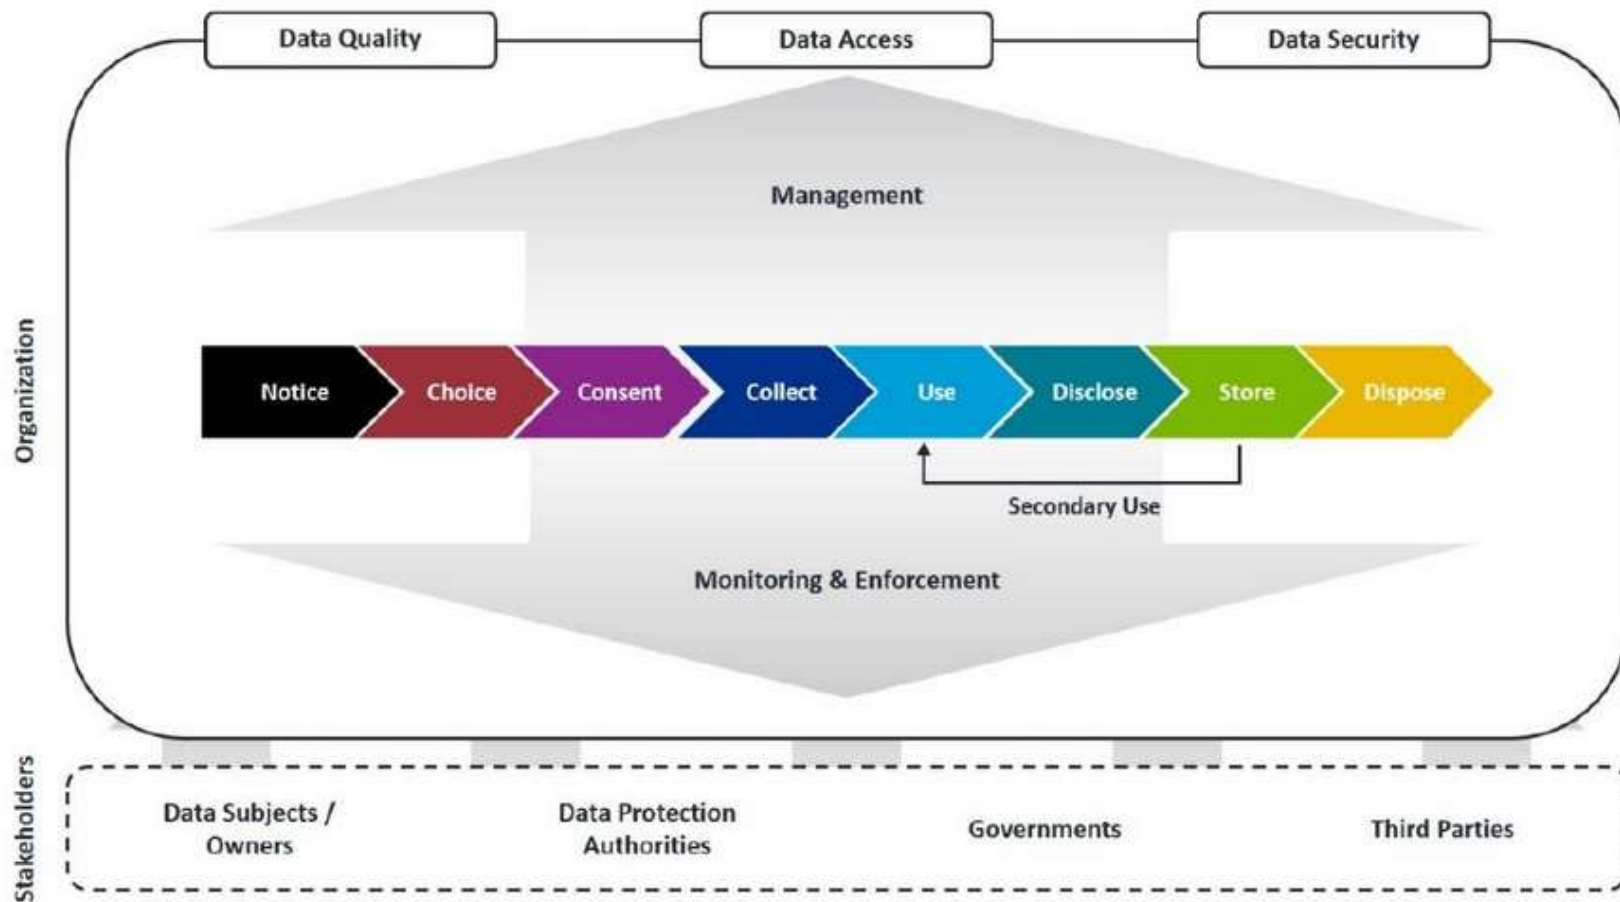 Data Quality
Data Access
Data Security
Management
Organization
Notice
Choice
Consent
Collect
Use
Disclose
Store
Dispose
Secondary Use
Monitoring & Enforcement
Stakeholders
Data Subjects /
Owners
Data Protection
Authorities
Governments
Third Parties